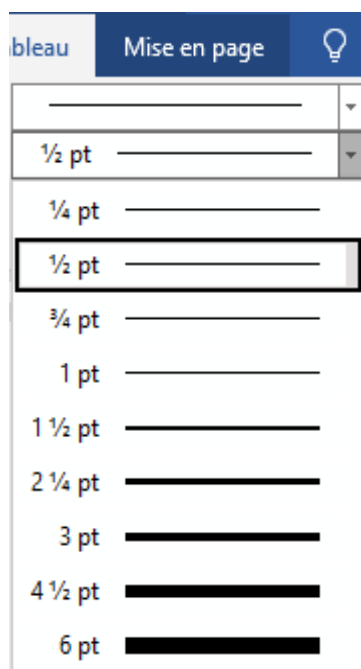 bleau Mise en page
½ pt
¼ pt
½ pt
¾ pt
1 pt
1 ½ pt
2 ¼ pt
3 pt
4 ½ pt
6 pt